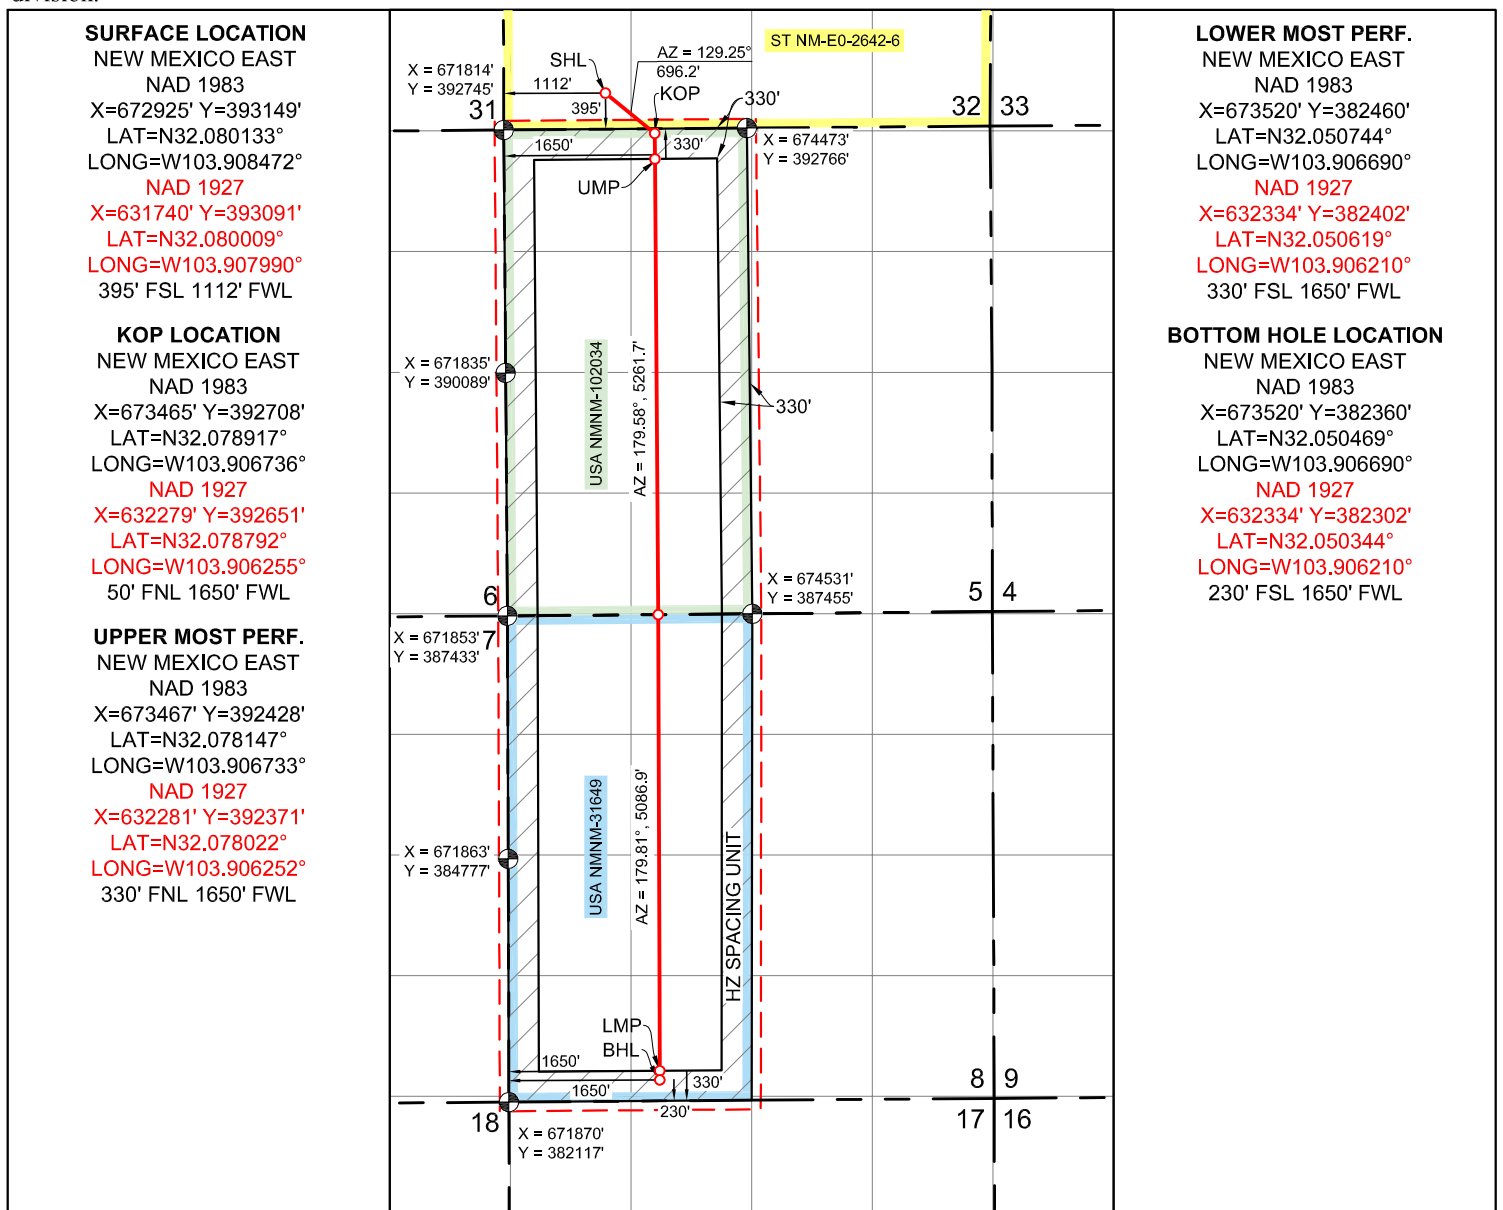 division.
SURFACE LOCATION
NEW MEXICO EAST
NAD 1983
X=672925' Y=393149'
LAT=N32.080133°
LONG=W103.908472°
NAD 1927
X=631740' Y=393091'
LAT=N32.080009°
LONG=W103.907990°
395' FSL 1112' FWL
KOP LOCATION
NEW MEXICO EAST
NAD 1983
X=673465' Y=392708'
LAT=N32.078917°
LONG=W103.906736°
NAD 1927
X=632279' Y=392651'
LAT=N32.078792°
LONG=W103.906255°
50' FNL 1650' FWL
UPPER MOST PERF.
NEW MEXICO EAST
NAD 1983
X=673467' Y=392428'
LAT=N32.078147°
LONG=W103.906733°
NAD 1927
X=632281' Y=392371'
LAT=N32.078022°
LONG=W103.906252°
330' FNL 1650' FWL
ST NM-E0-2642-6
AZ = 129.25°
696.2'
SHL
X = 671814'
Y = 392745'
1112'
395'
KOP
330'
31
32
33
1650'
330'
X = 674473'
Y = 392766'
UMP
X = 671835'
Y = 390089'
USA NMNM-102034
AZ = 179.58°, 5261.7'
330'
X = 674531'
Y = 387455'
6
5
4
X = 671853'
Y = 387433'
7
X = 671863'
Y = 384777'
USA NMNM-31649
AZ = 179.81°, 5086.9'
HZ SPACING UNIT
LMP
BHL
1650'
330'
1650'
230'
8
9
18
17
16
X = 671870'
Y = 382117'
LOWER MOST PERF.
NEW MEXICO EAST
NAD 1983
X=673520' Y=382460'
LAT=N32.050744°
LONG=W103.906690°
NAD 1927
X=632334' Y=382402'
LAT=N32.050619°
LONG=W103.906210°
330' FSL 1650' FWL
BOTTOM HOLE LOCATION
NEW MEXICO EAST
NAD 1983
X=673520' Y=382360'
LAT=N32.050469°
LONG=W103.906690°
NAD 1927
X=632334' Y=382302'
LAT=N32.050344°
LONG=W103.906210°
230' FSL 1650' FWL